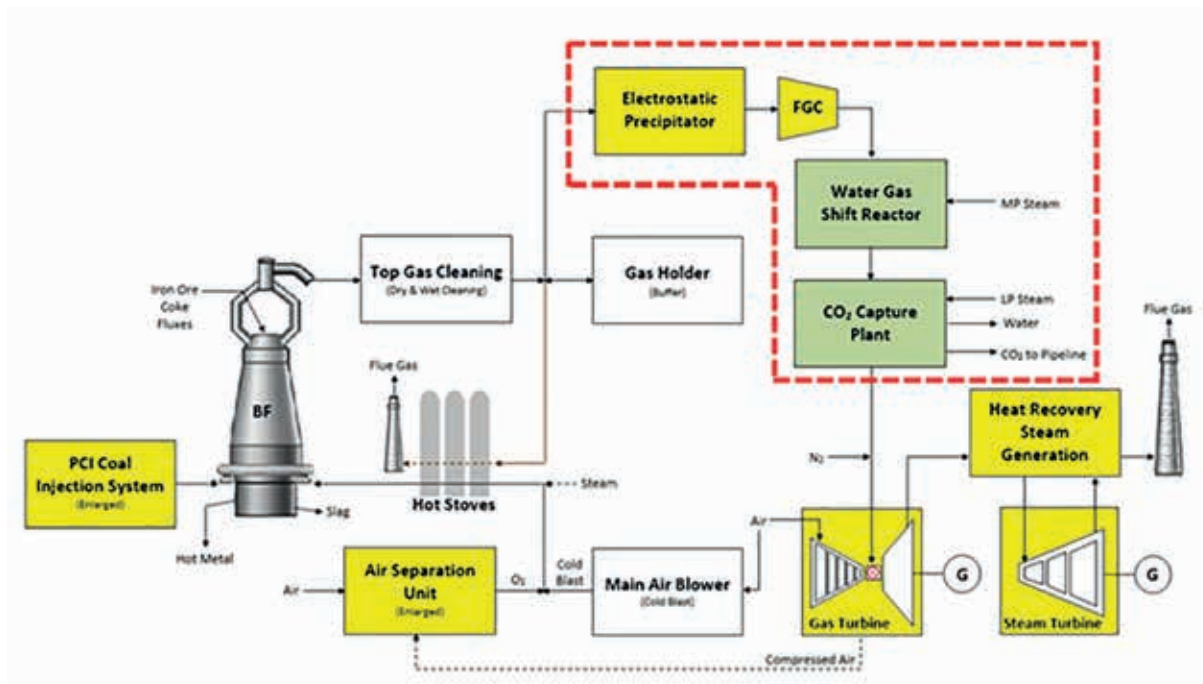 Electrostatic
Precipitator
FGC
Water Gas
Shift Reactor
MP Steam
Top Gas Cleaning
(Dry & Wet Cleaning)
Gas Holder
(Buffer)
Iron Ore
Coke
Fluxes
CO₂ Capture
Plant
LP Steam
Water
CO₂ to Pipeline
Flue Gas
Flue Gas
BF
Heat Recovery
Steam
Generation
PCI Coal
Injection System
(Enlarged)
N₂
Steam
Hot Stoves
Slag
Hot Metal
Air
Air Separation
Unit
(Enlarged)
Air
O₂
Cold
Blast
Main Air Blower
(Cold Blast)
G
G
Gas Turbine
Steam Turbine
Compressed Air